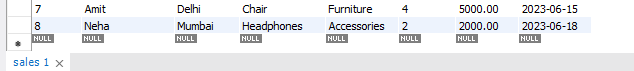 7 Amit Delhi Chair Furniture 4 5000.00 2023-06-15
8 Neha Mumbai Headphones Accessories 2 2000.00 2023-06-18
NULL NULL NULL NULL NULL NULL NULL NULL
sales 1